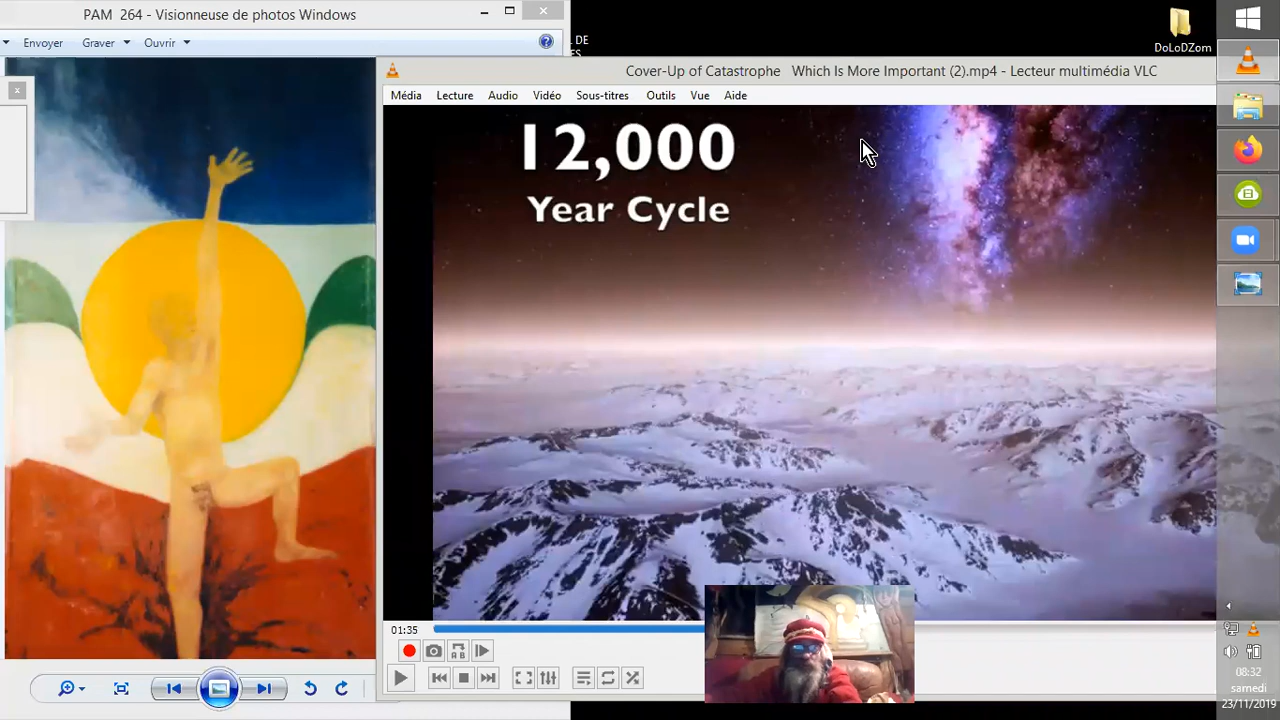 PAM 264 - Visionneuse de photos Windows
Envoyer Graver Ouvrir
DE
ES
DoLoDZom
Cover-Up of Catastrophe Which Is More Important (2).mp4 - Lecteur multimédia VLC
Média Lecture Audio Vidéo Sous-titres Outils Vue Aide
12,000
Year Cycle
01:35
08:32
samedi
23/11/2019